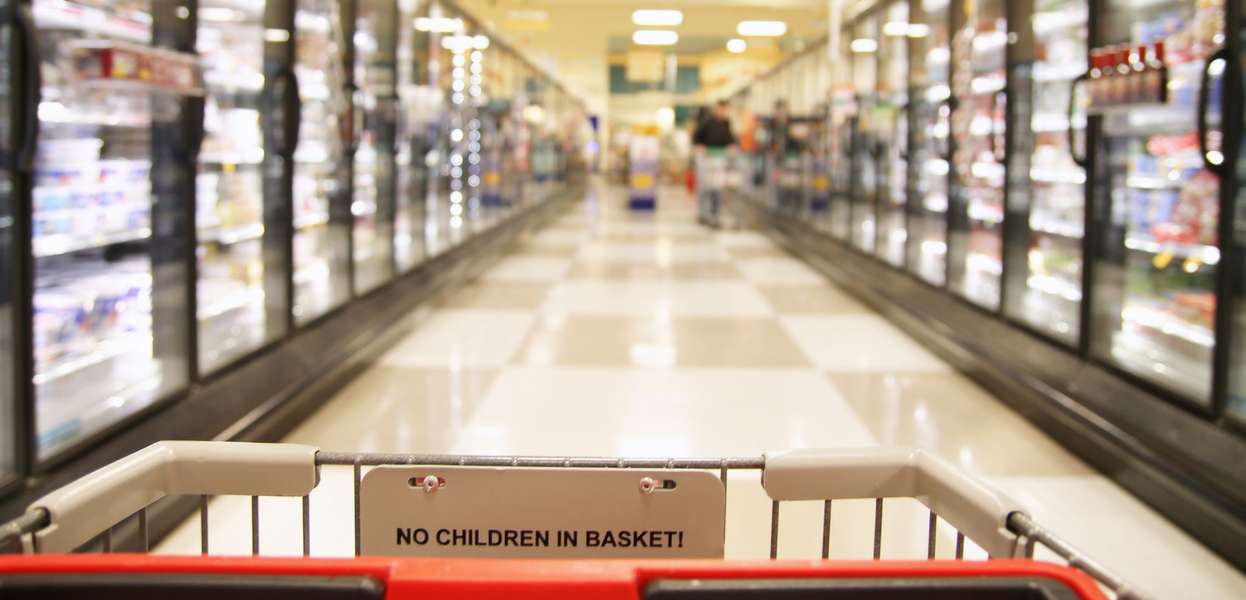 NO CHILDREN IN BASKET!